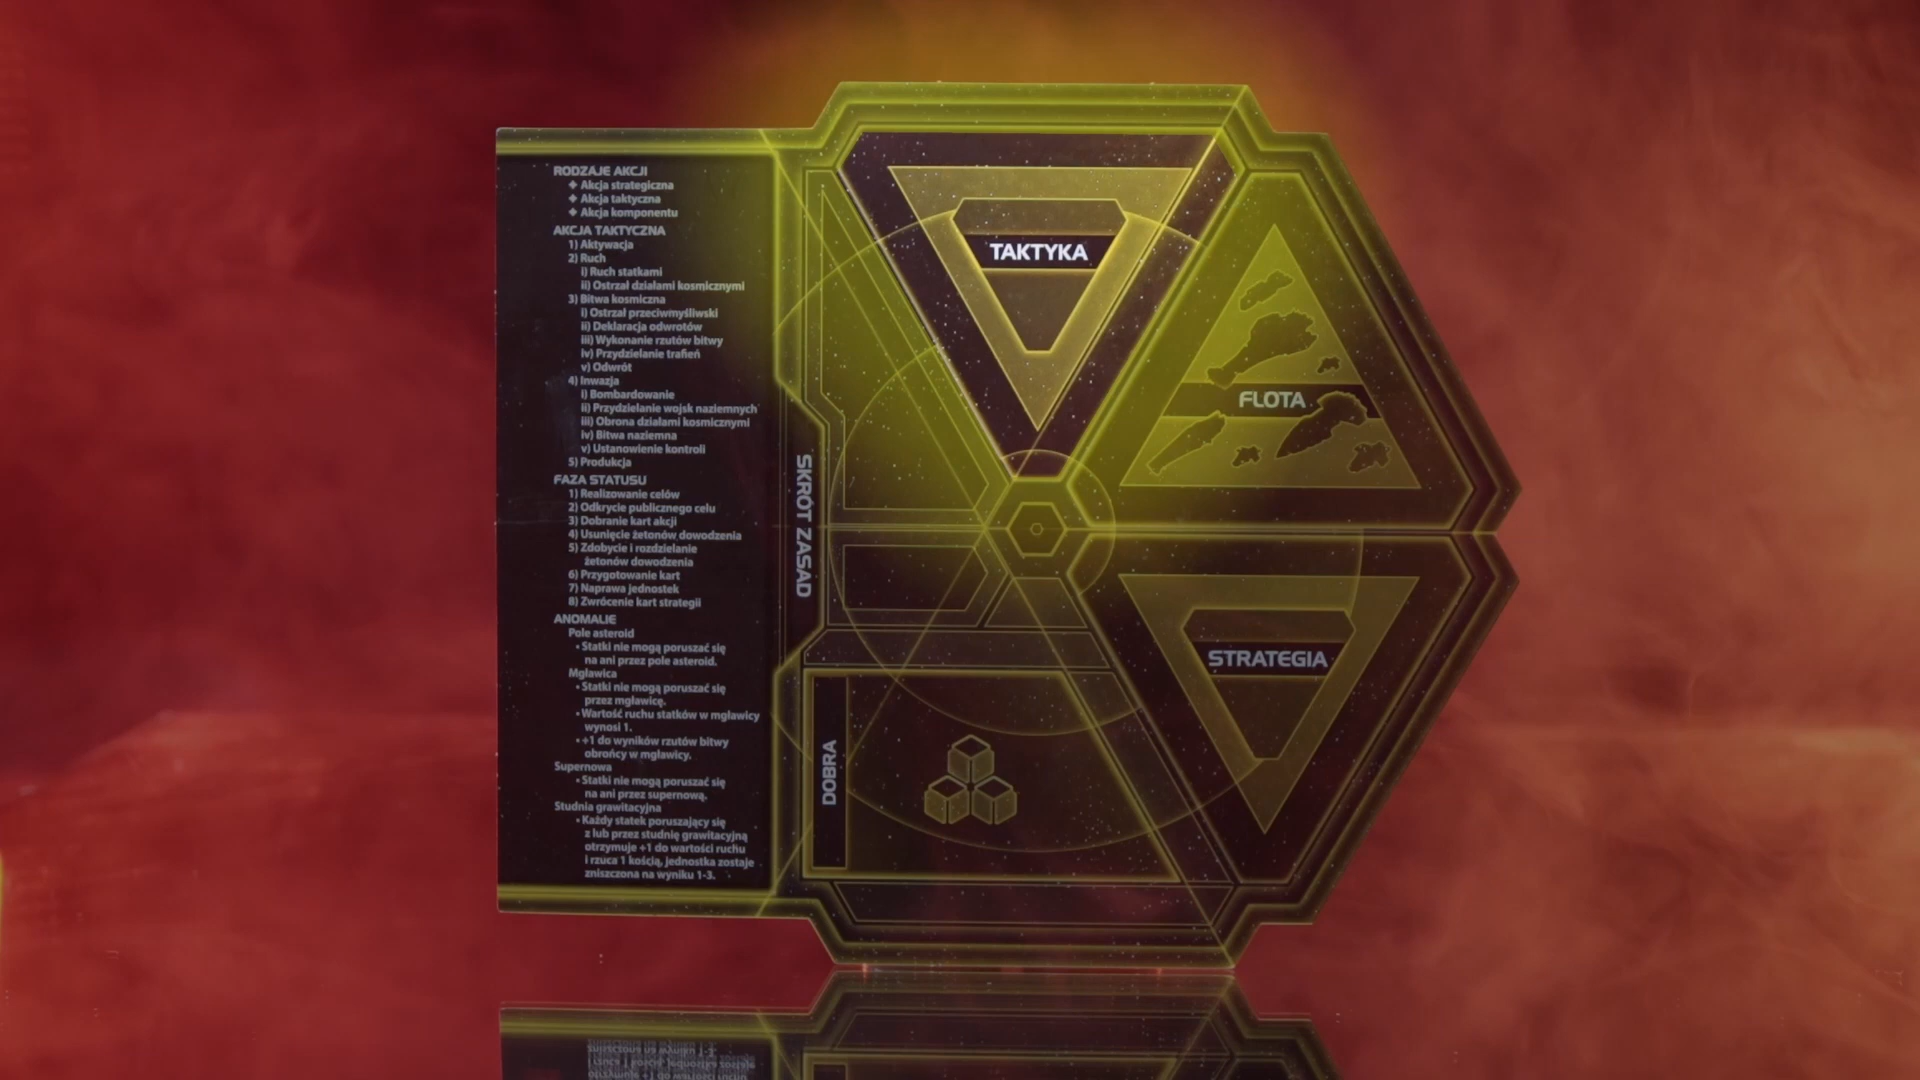 RODZAJE AKCJI
✦ Akcja strategiczna
✦ Akcja taktyczna
✦ Akcja komponentu
AKCJA TAKTYCZNA
1) Aktywacja
2) Ruch
i) Ruch statkami
ii) Ostrzał działami kosmicznymi
3) Bitwa kosmiczna
i) Ostrzał przeciwmyśliwski
ii) Deklaracja odwrotów
iii) Wykonanie rzutów bitwy
iv) Przydzielanie trafień
v) Odwrót
4) Inwazja
i) Bombardowanie
ii) Przydzielanie wojsk naziemnych
iii) Obrona działami kosmicznymi
iv) Bitwa naziemna
v) Ustanowienie kontroli
5) Produkcja
FAZA STATUSU
1) Realizowanie celów
2) Odkrycie publicznego celu
3) Dobranie kart akcji
4) Usunięcie żetonów dowodzenia
5) Zdobycie i rozdzielanie
żetonów dowodzenia
6) Przygotowanie kart
7) Naprawa jednostek
8) Zwrócenie kart strategii
ANOMALIE
Pole asteroid
• Statki nie mogą poruszać się
na ani przez pole asteroid.
Mgławica
• Statki nie mogą poruszać się
przez mgławicę.
• Wartość ruchu statków w mgławicy
wynosi 1.
• +1 do wyników rzutów bitwy
obrońcy w mgławicy.
Supernowa
• Statki nie mogą poruszać się
na ani przez supernową.
Studnia grawitacyjna
• Każdy statek poruszający się
z lub przez studnię grawitacyjną
otrzymuje +1 do wartości ruchu
i rzuca 1 kością, jednostka zostaje
zniszczona na wyniku 1-3.
SKRÓT ZASAD
TAKTYKA
FLOTA
STRATEGIA
DOBRA